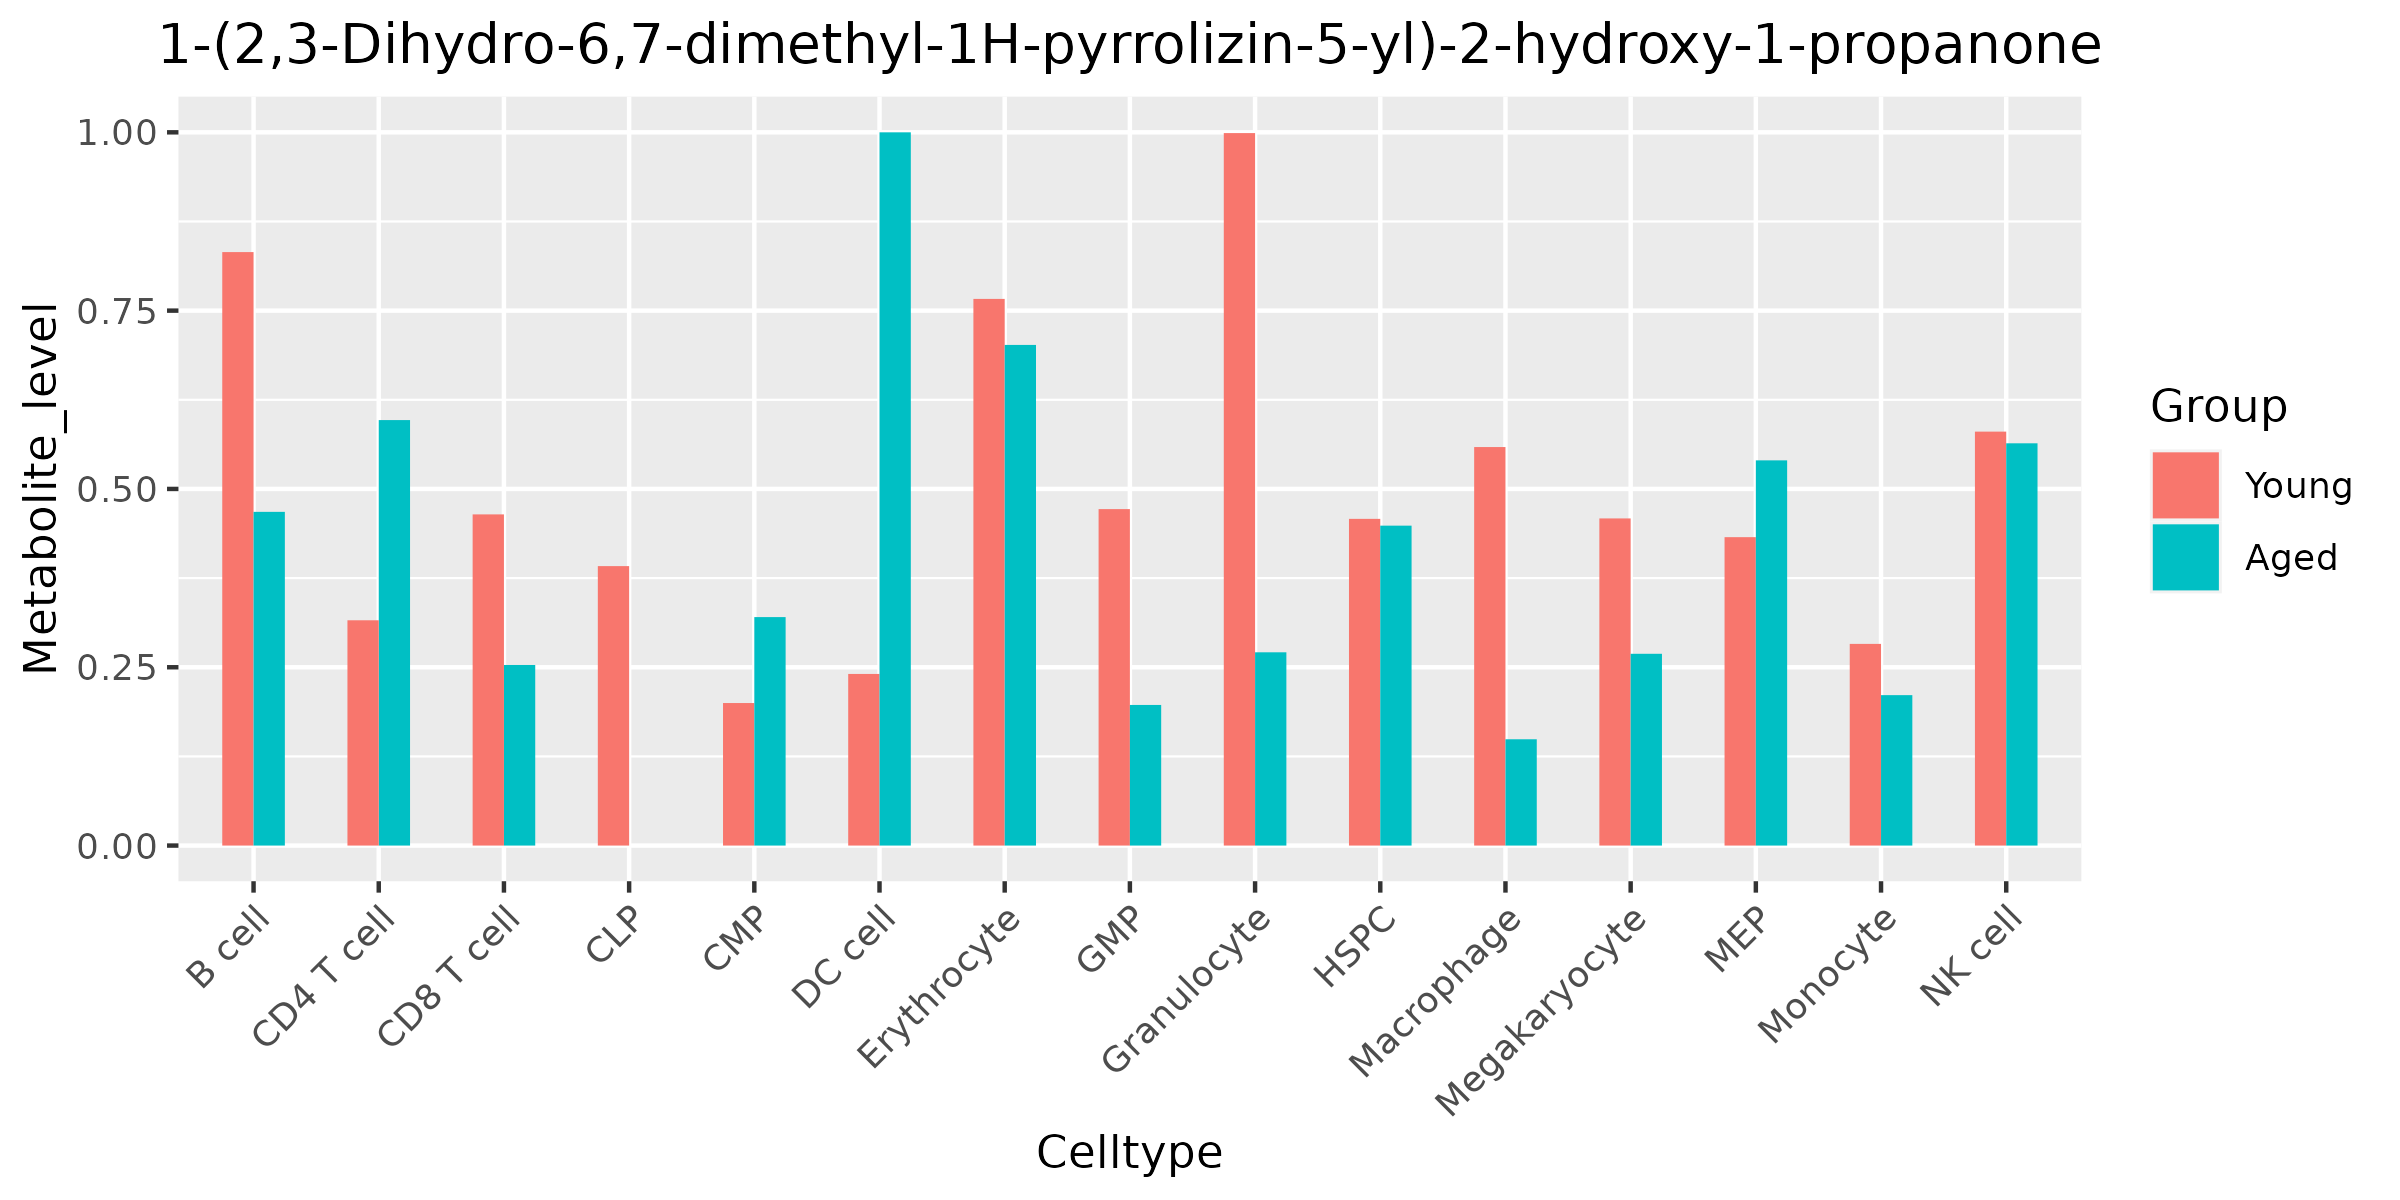 1-(2,3-Dihydro-6,7-dimethyl-1H-pyrrolizin-5-yl)-2-hydroxy-1-propanone
Metabolite_level
1.00
0.75
0.50
0.25
0.00
B cell
CD4 T cell
CD8 T cell
CLP
CMP
DC cell
Erythrocyte
GMP
Granulocyte
HSPC
Macrophage
Megakaryocyte
MEP
Monocyte
NK cell
Celltype
Group
Young
Aged